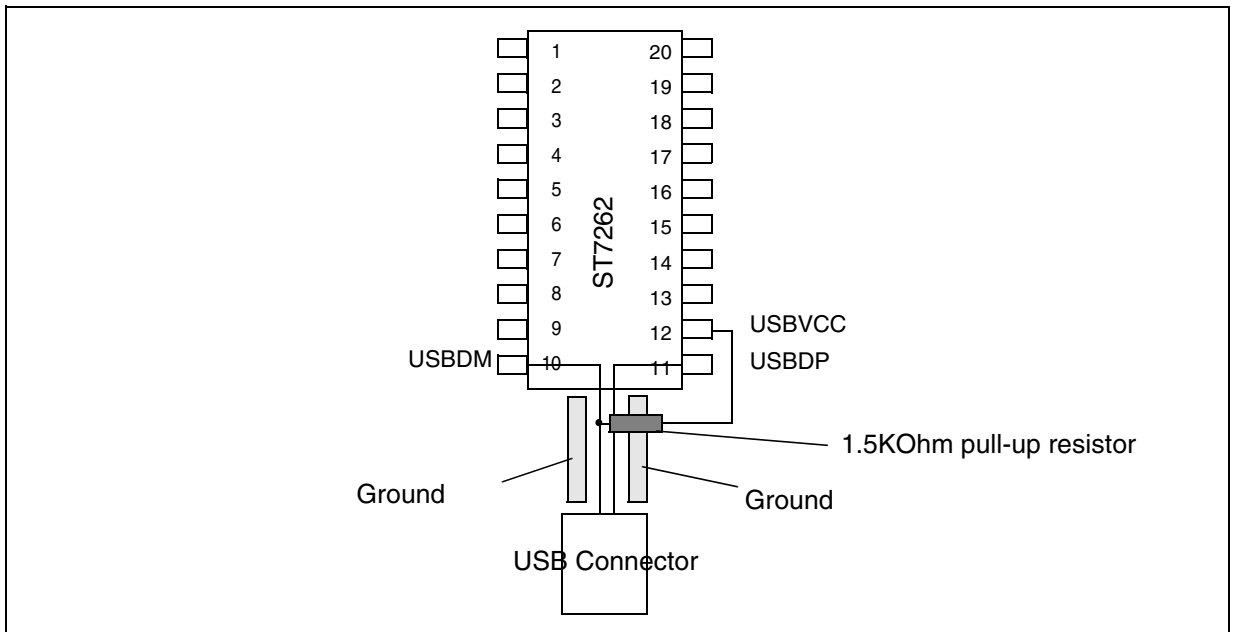 1 20
2 19
3 18
4 17
5 16
6 15
7 14
8 13
9 12
10 11
ST7262
USBVCC
USBDM
USBDP
1.5KOhm pull-up resistor
Ground
Ground
USB Connector